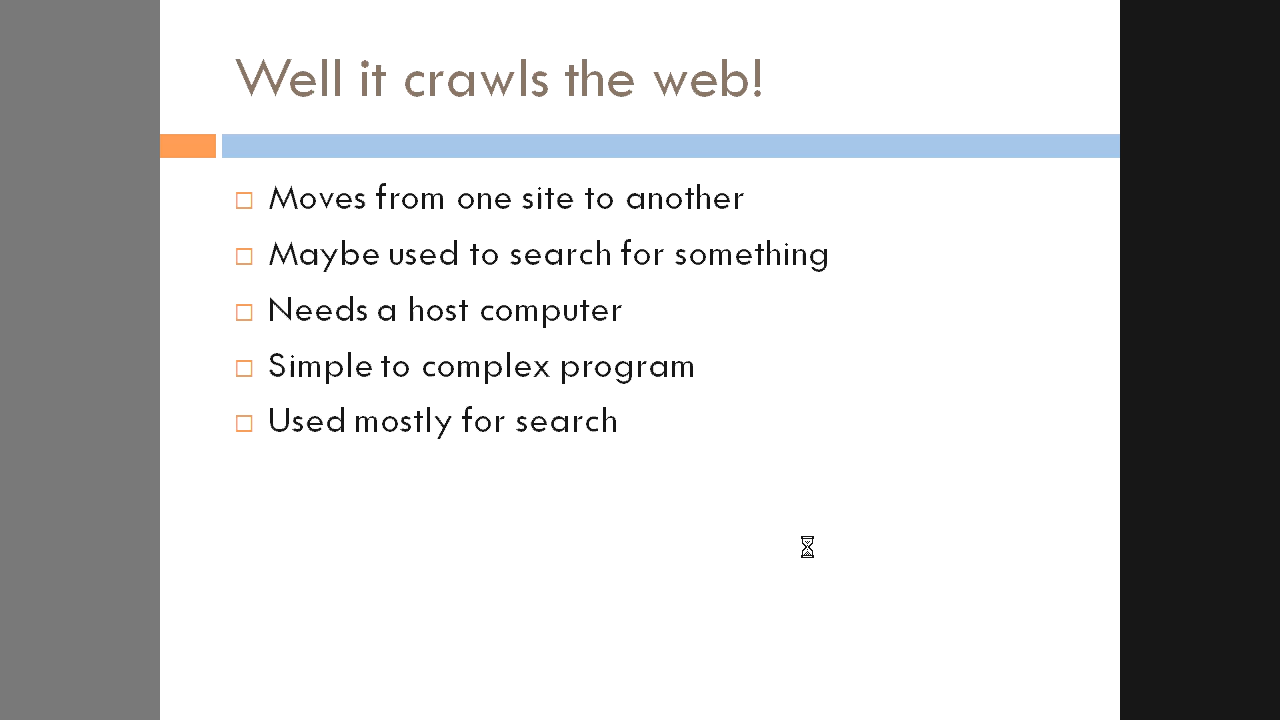 Well it crawls the web!
Moves from one site to another
Maybe used to search for something
Needs a host computer
Simple to complex program
Used mostly for search